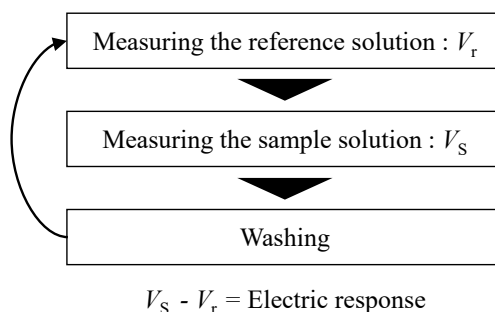 Measuring the reference solution : Vr
Measuring the sample solution : VS
Washing
VS - Vr = Electric response